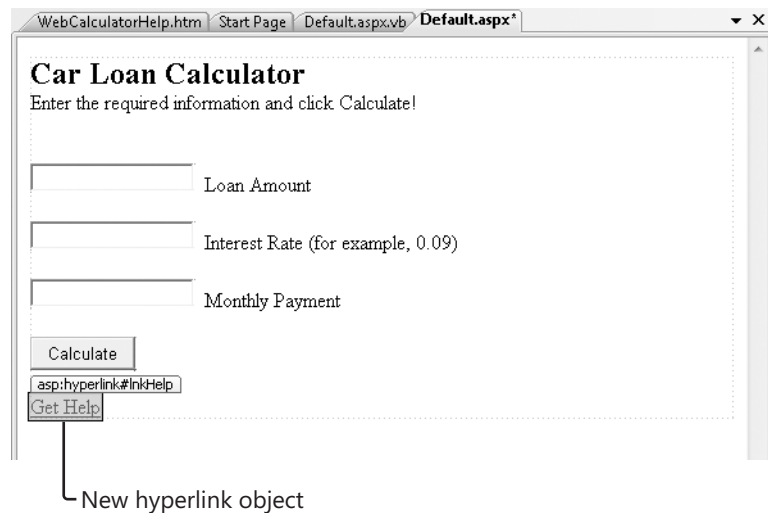 WebCalculatorHelp.htm Start Page Default.aspx.vb Default.aspx*
Car Loan Calculator
Enter the required information and click Calculate!
Loan Amount
Interest Rate (for example, 0.09)
Monthly Payment
Calculate
asp:hyperlink#lnkHelp
Get Help
New hyperlink object